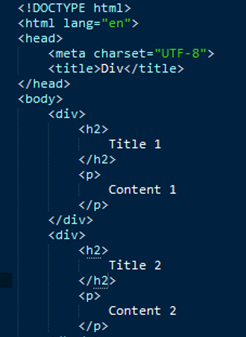 <!DOCTYPE html>
<html lang="en">
<head>
<meta charset="UTF-8">
<title>Div</title>
</head>
<body>
<div>
<h2>
Title 1
</h2>
<p>
Content 1
</p>
</div>
<div>
<h2>
Title 2
</h2>
<p>
Content 2
</p>